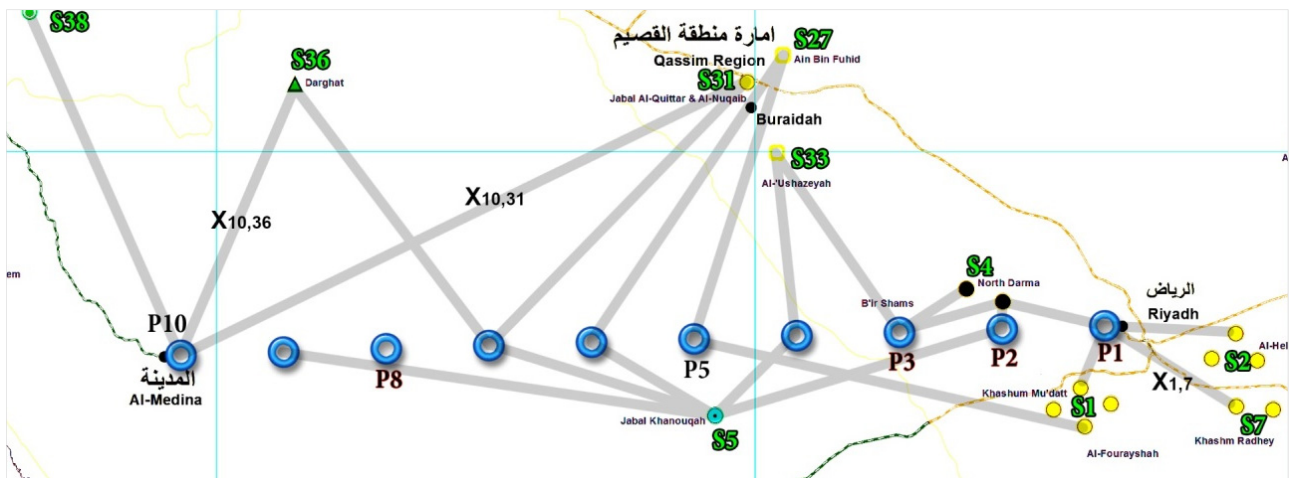 S38
S36
Darghat
امارة منطقة القصيم
Qassim Region
S27
Ain Bin Fuhid
S31
Jabal Al-Quittar & Al-Nuqaib
Buraidah
S33
Al-'Ushazeyah
X10,31
X10,36
em
S4
North Darma
B'ir Shams
الرياض
Riyadh
P10
المدينة
Al-Medina
P8
P5
P3
P2
P1
Al-Hel
S2
X1,7
Khashum Mu'datt
S1
S7
Khashm Radhey
Jabal Khanouqah
S5
Al-Fourayshah
A